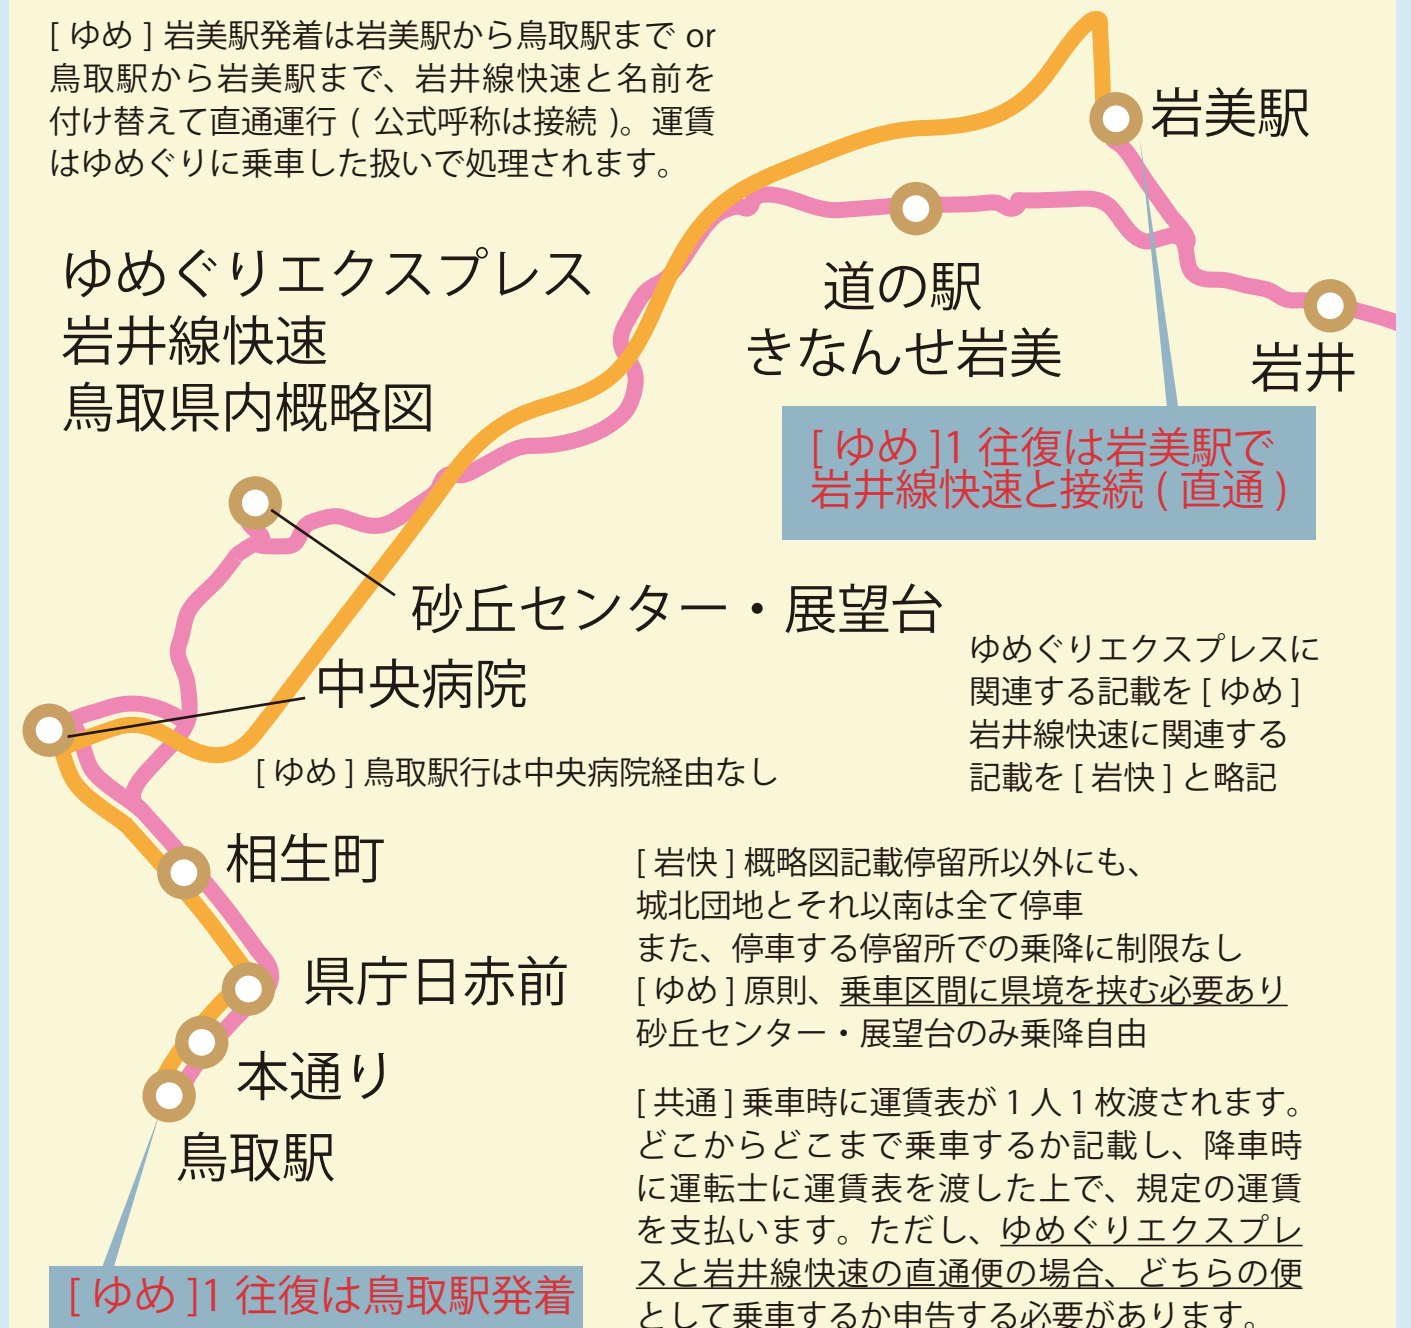 [ ゆめ ] 岩美駅発着は岩美駅から鳥取駅まで or
鳥取駅から岩美駅まで、岩井線快速と名前を
付け替えて直通運行 ( 公式呼称は接続 )。運賃
はゆめぐりに乗車した扱いで処理されます。
岩美駅
ゆめぐりエクスプレス
岩井線快速
鳥取県内概略図
道の駅
きなんせ岩美
岩井
[ ゆめ ]1 往復は岩美駅で
岩井線快速と接続 ( 直通 )
砂丘センター・展望台
中央病院
ゆめぐりエクスプレスに
関連する記載を [ ゆめ ]
岩井線快速に関連する
記載を [ 岩快 ] と略記
[ ゆめ ] 鳥取駅行は中央病院経由なし
相生町
[ 岩快 ] 概略図記載停留所以外にも、
城北団地とそれ以南は全て停車
また、停車する停留所での乗降に制限なし
[ ゆめ ] 原則、乗車区間に県境を挟む必要あり
砂丘センター・展望台のみ乗降自由
県庁日赤前
本通り
鳥取駅
[ 共通 ] 乗車時に運賃表が 1 人 1 枚渡されます。
どこからどこまで乗車するか記載し、降車時
に運転士に運賃表を渡した上で、規定の運賃
を支払います。ただし、ゆめぐりエクスプレ
スと岩井線快速の直通便の場合、どちらの便
として乗車するか申告する必要があります。
[ ゆめ ]1 往復は鳥取駅発着